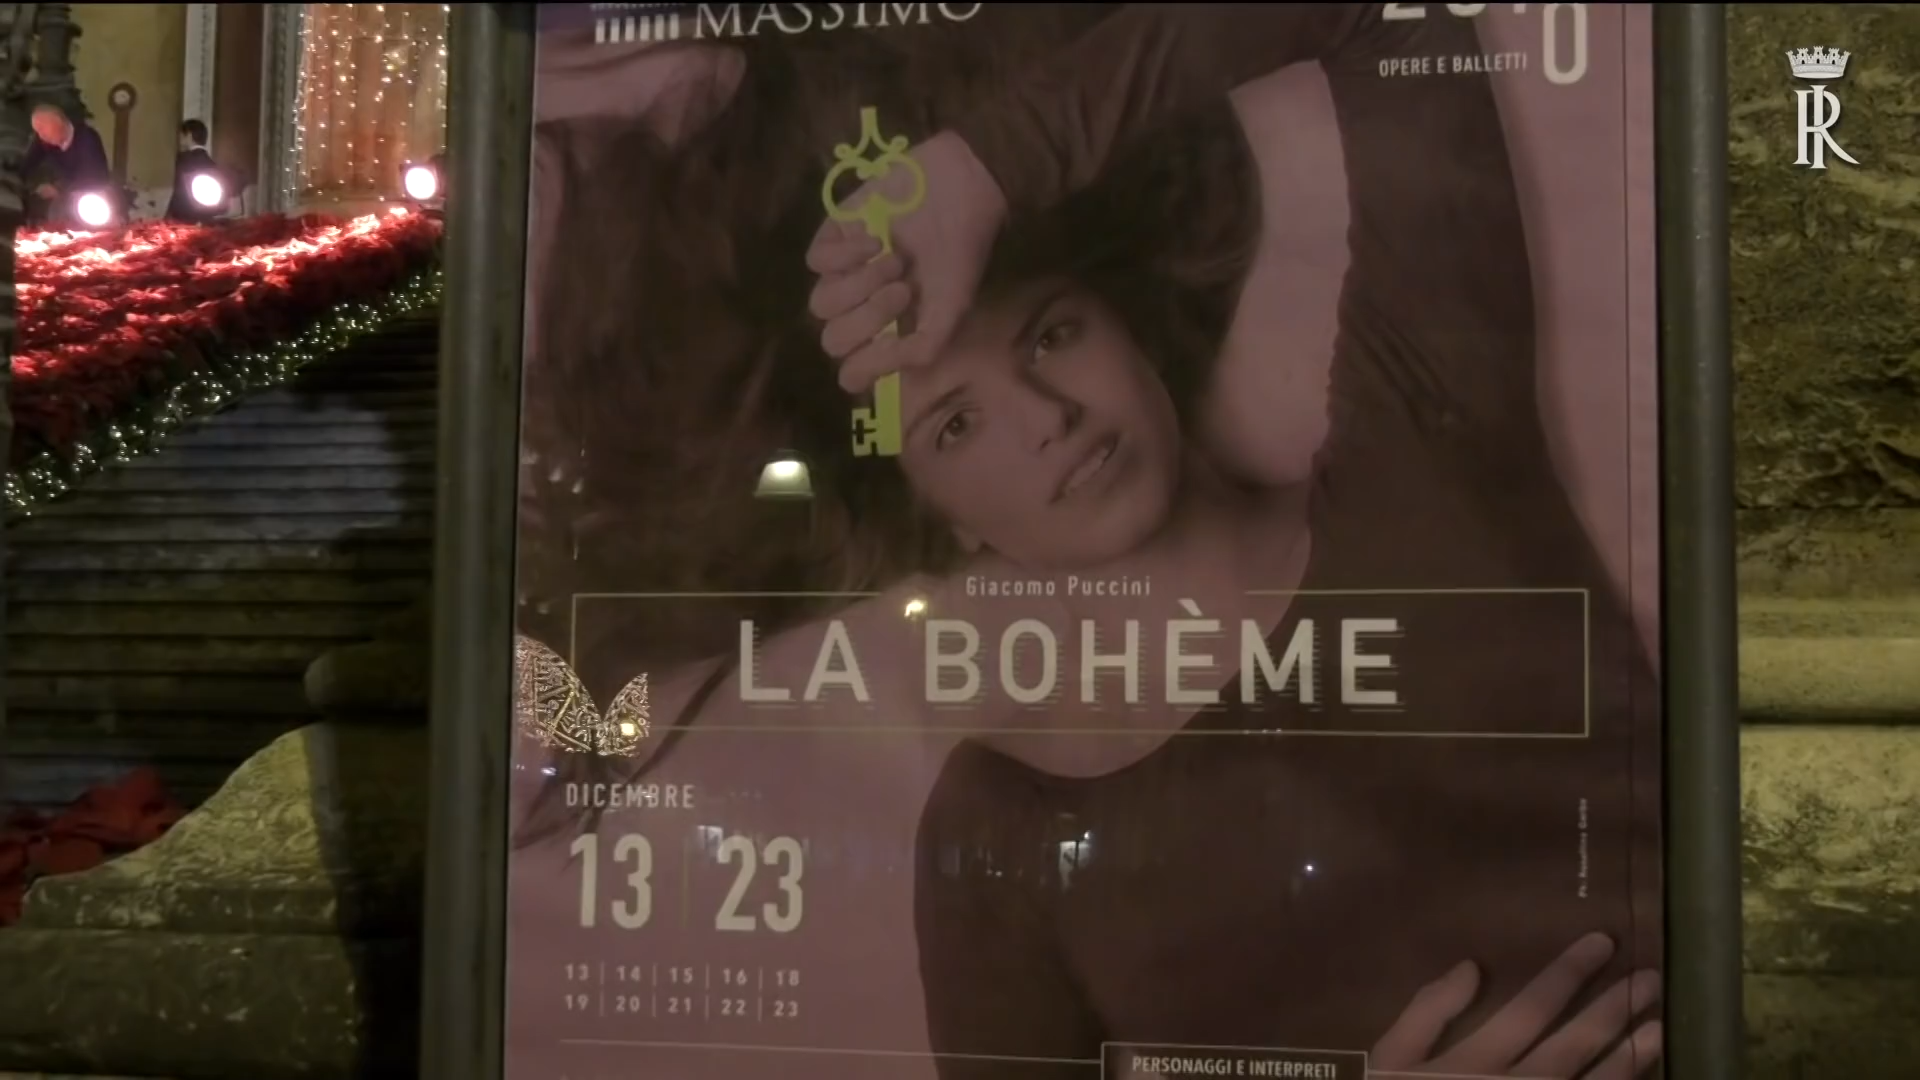 MASSIMO
OPERE E BALLETTI
Giacomo Puccini
LA BOHÈME
DICEMBRE
13 | 23
13 | 14 | 15 | 16 | 18
19 | 20 | 21 | 22 | 23
PERSONAGGI E INTERPRETI